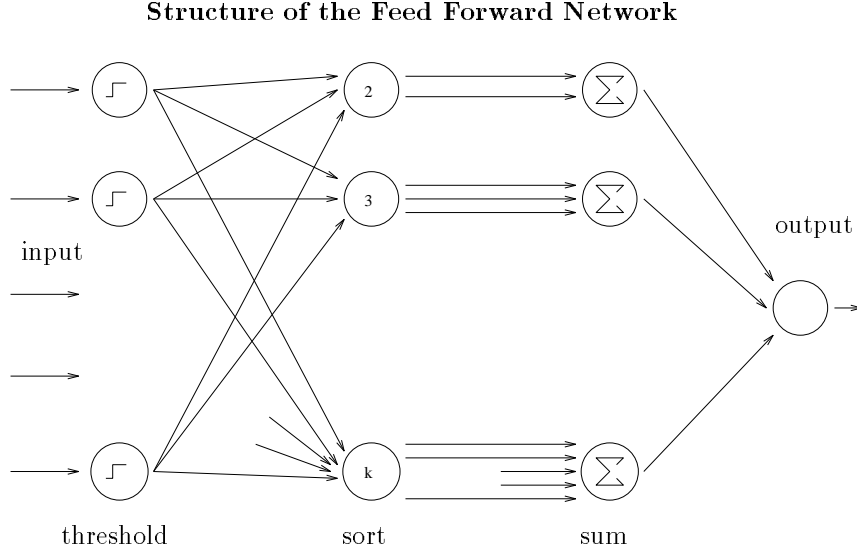 Structure of the Feed Forward Network
2
Σ
3
Σ
input
output
k
Σ
threshold
sort
sum